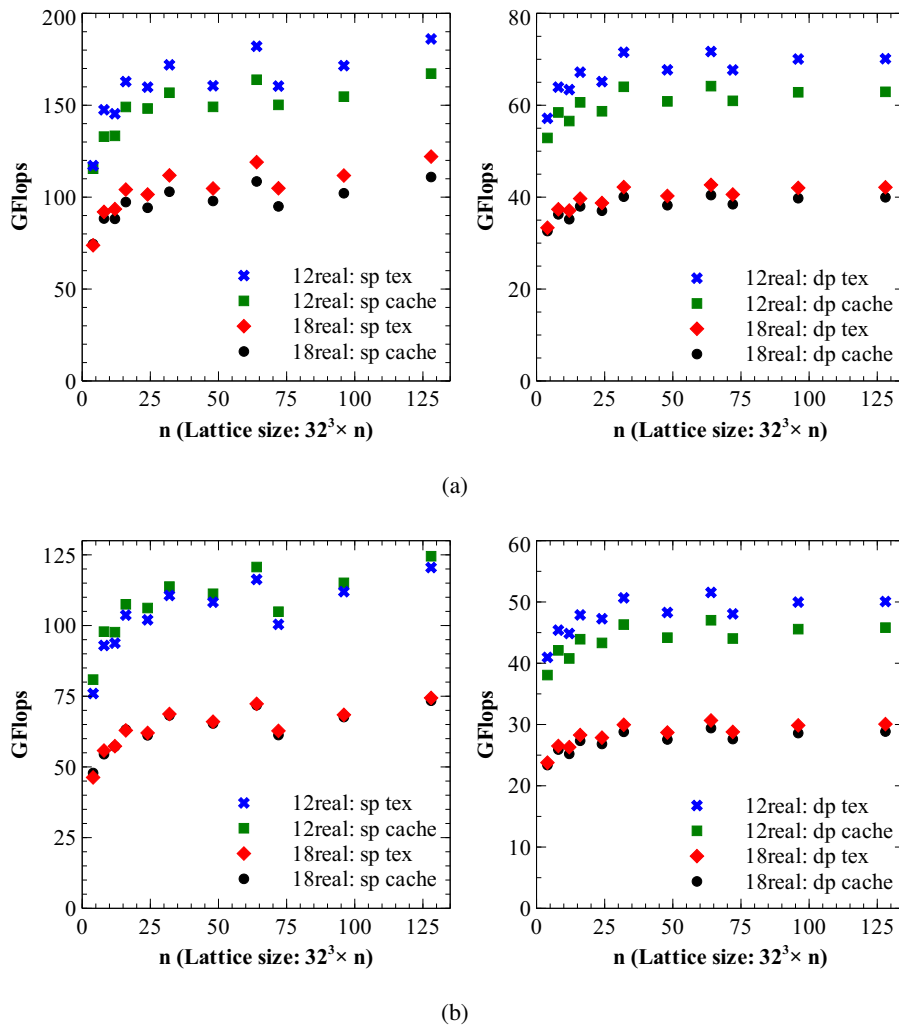 200
150
100
50
0
GFlops
12real: sp tex
12real: sp cache
18real: sp tex
18real: sp cache
0 25 50 75 100 125
n (Lattice size: 32³× n)
80
60
40
20
0
GFlops
12real: dp tex
12real: dp cache
18real: dp tex
18real: dp cache
0 25 50 75 100 125
n (Lattice size: 32³× n)
(a)
125
100
75
50
25
0
GFlops
12real: sp tex
12real: sp cache
18real: sp tex
18real: sp cache
0 25 50 75 100 125
n (Lattice size: 32³× n)
60
50
40
30
20
10
0
GFlops
12real: dp tex
12real: dp cache
18real: dp tex
18real: dp cache
0 25 50 75 100 125
n (Lattice size: 32³× n)
(b)